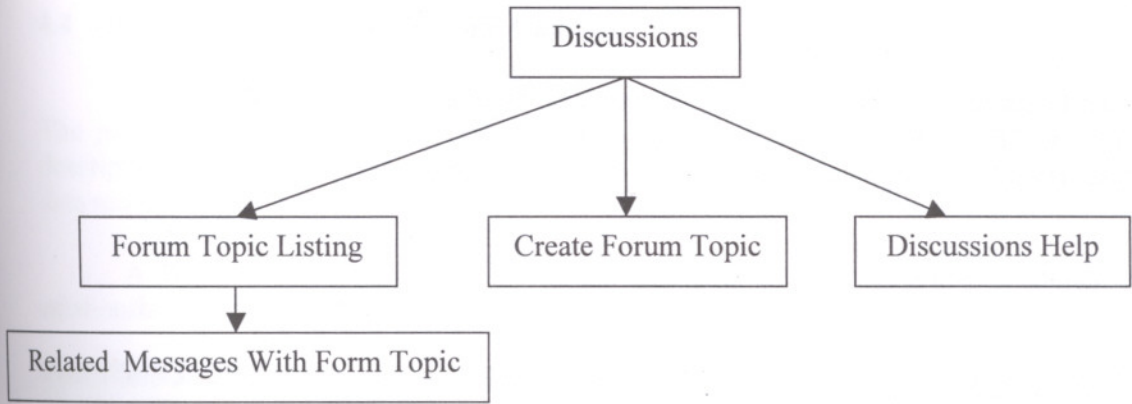 Discussions
Forum Topic Listing
Create Forum Topic
Discussions Help
Related Messages With Form Topic